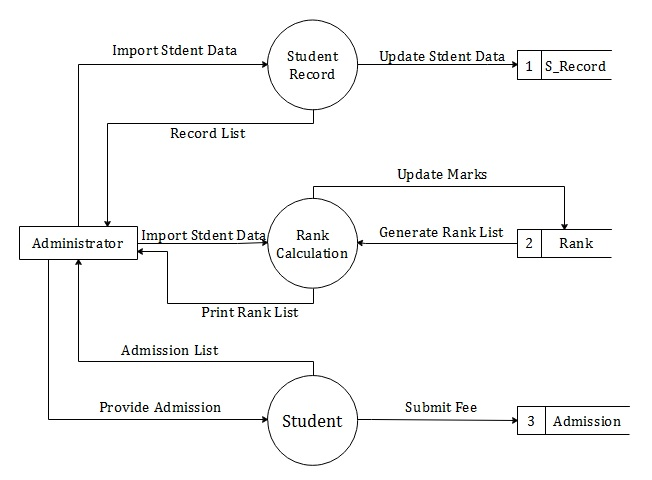 Import Stdent Data
Student
Record
Update Stdent Data
1 S_Record
Record List
Update Marks
Administrator
Import Stdent Data
Rank
Calculation
Generate Rank List
2 Rank
Print Rank List
Admission List
Provide Admission
Student
Submit Fee
3 Admission